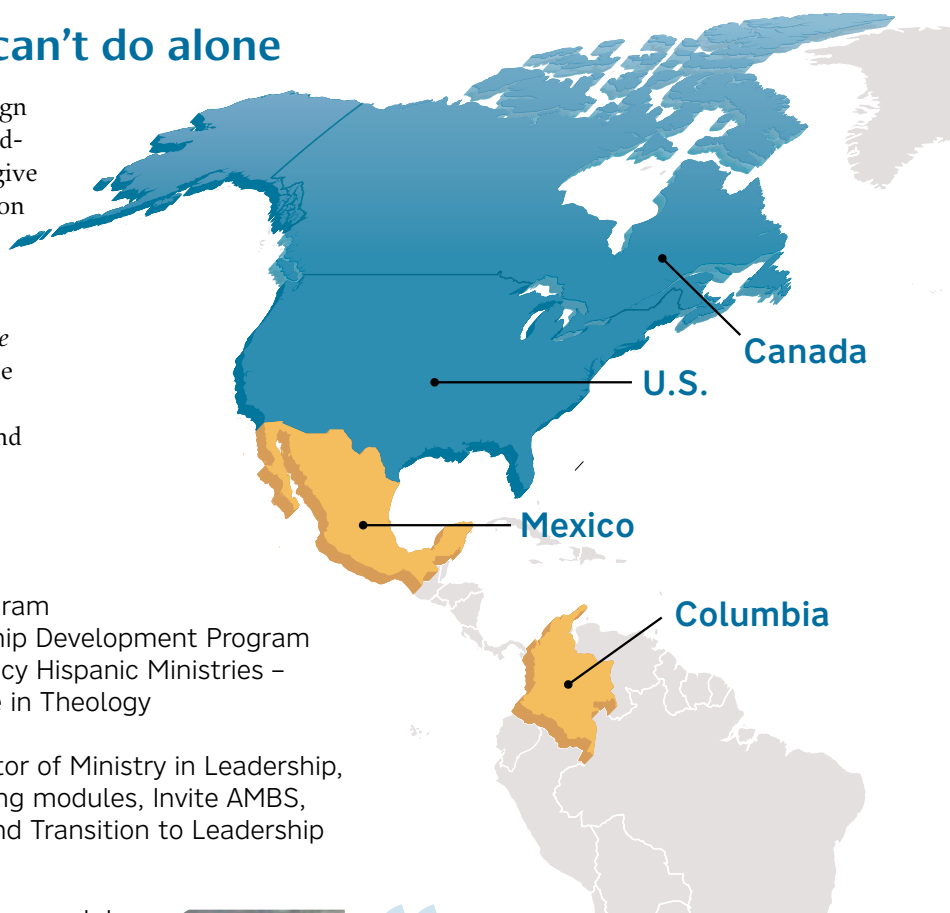 can’t do alone
ign
d-
give
on
e
e
nd
Canada
U.S.
Mexico
Columbia
ram
hip Development Program
cy Hispanic Ministries –
e in Theology
tor of Ministry in Leadership,
ng modules, Invite AMBS,
nd Transition to Leadership
“